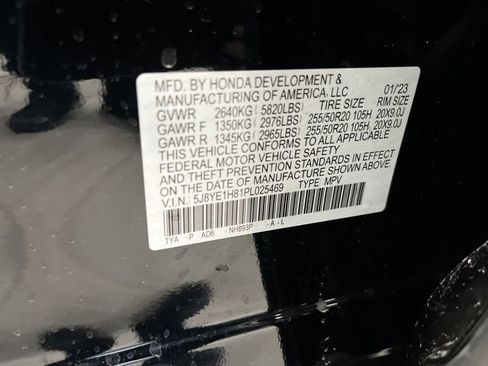 MFD. BY HONDA DEVELOPMENT & 01/23
MANUFACTURING OF AMERICA, LLC
GVWR 2640KG (5820LBS) TIRE SIZE RIM SIZE
GAWR F 1350KG (2976LBS) 255/50R20 105H 20X9.0J
GAWR R 1345KG (2965LBS) 255/50R20 105H 20X9.0J
THIS VEHICLE CONFORMS TO ALL APPLICABLE
FEDERAL MOTOR VEHICLE SAFETY
AND THEFT PREVENTION STANDARDS IN EFFECT
ON THE DATE OF MANUFACTURE SHOWN ABOVE.
V.I.N.: 5J8YE1H81PL025469 TYPE: MPV
TYA -P AD6 -NH893P -A-L